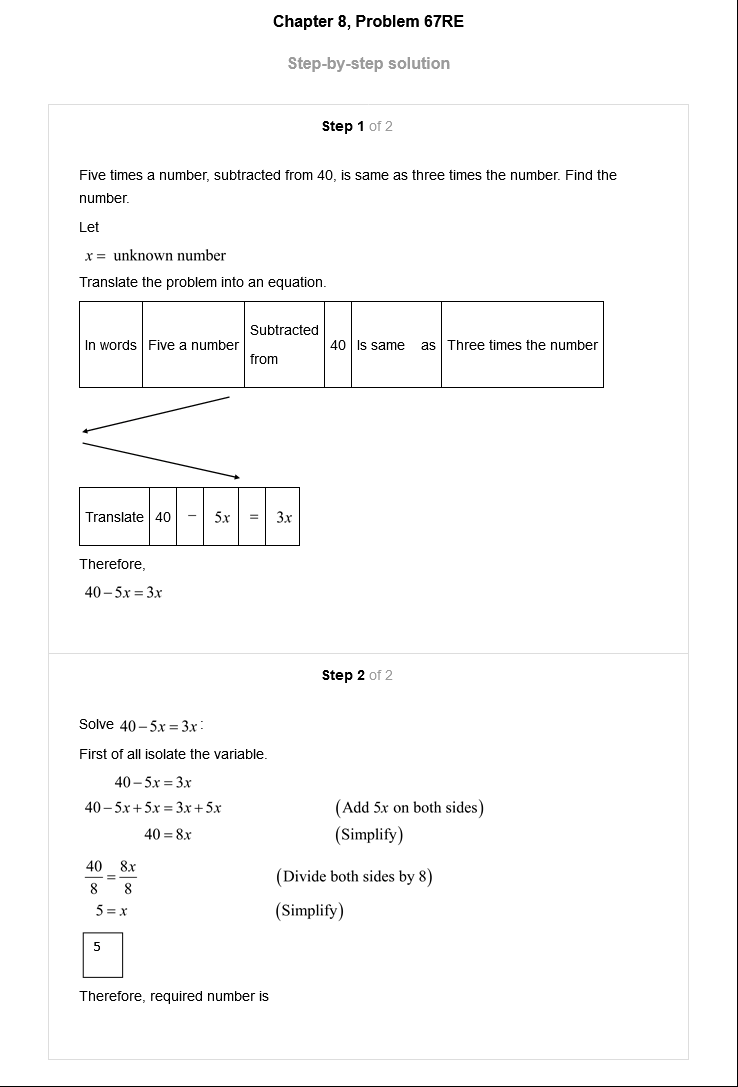 Chapter 8, Problem 67RE
Step-by-step solution
Step 1 of 2
Five times a number, subtracted from 40, is same as three times the number. Find the
number.
Let
x = unknown number
Translate the problem into an equation.
In words Five a number Subtracted from 40 Is same as Three times the number
Translate 40 − 5x = 3x
Therefore,
40 − 5x = 3x
Step 2 of 2
Solve 40 − 5x = 3x :
First of all isolate the variable.
40 − 5x = 3x
40 − 5x + 5x = 3x + 5x (Add 5x on both sides)
40 = 8x (Simplify)
40/8 = 8x/8 (Divide both sides by 8)
5 = x (Simplify)
5
Therefore, required number is